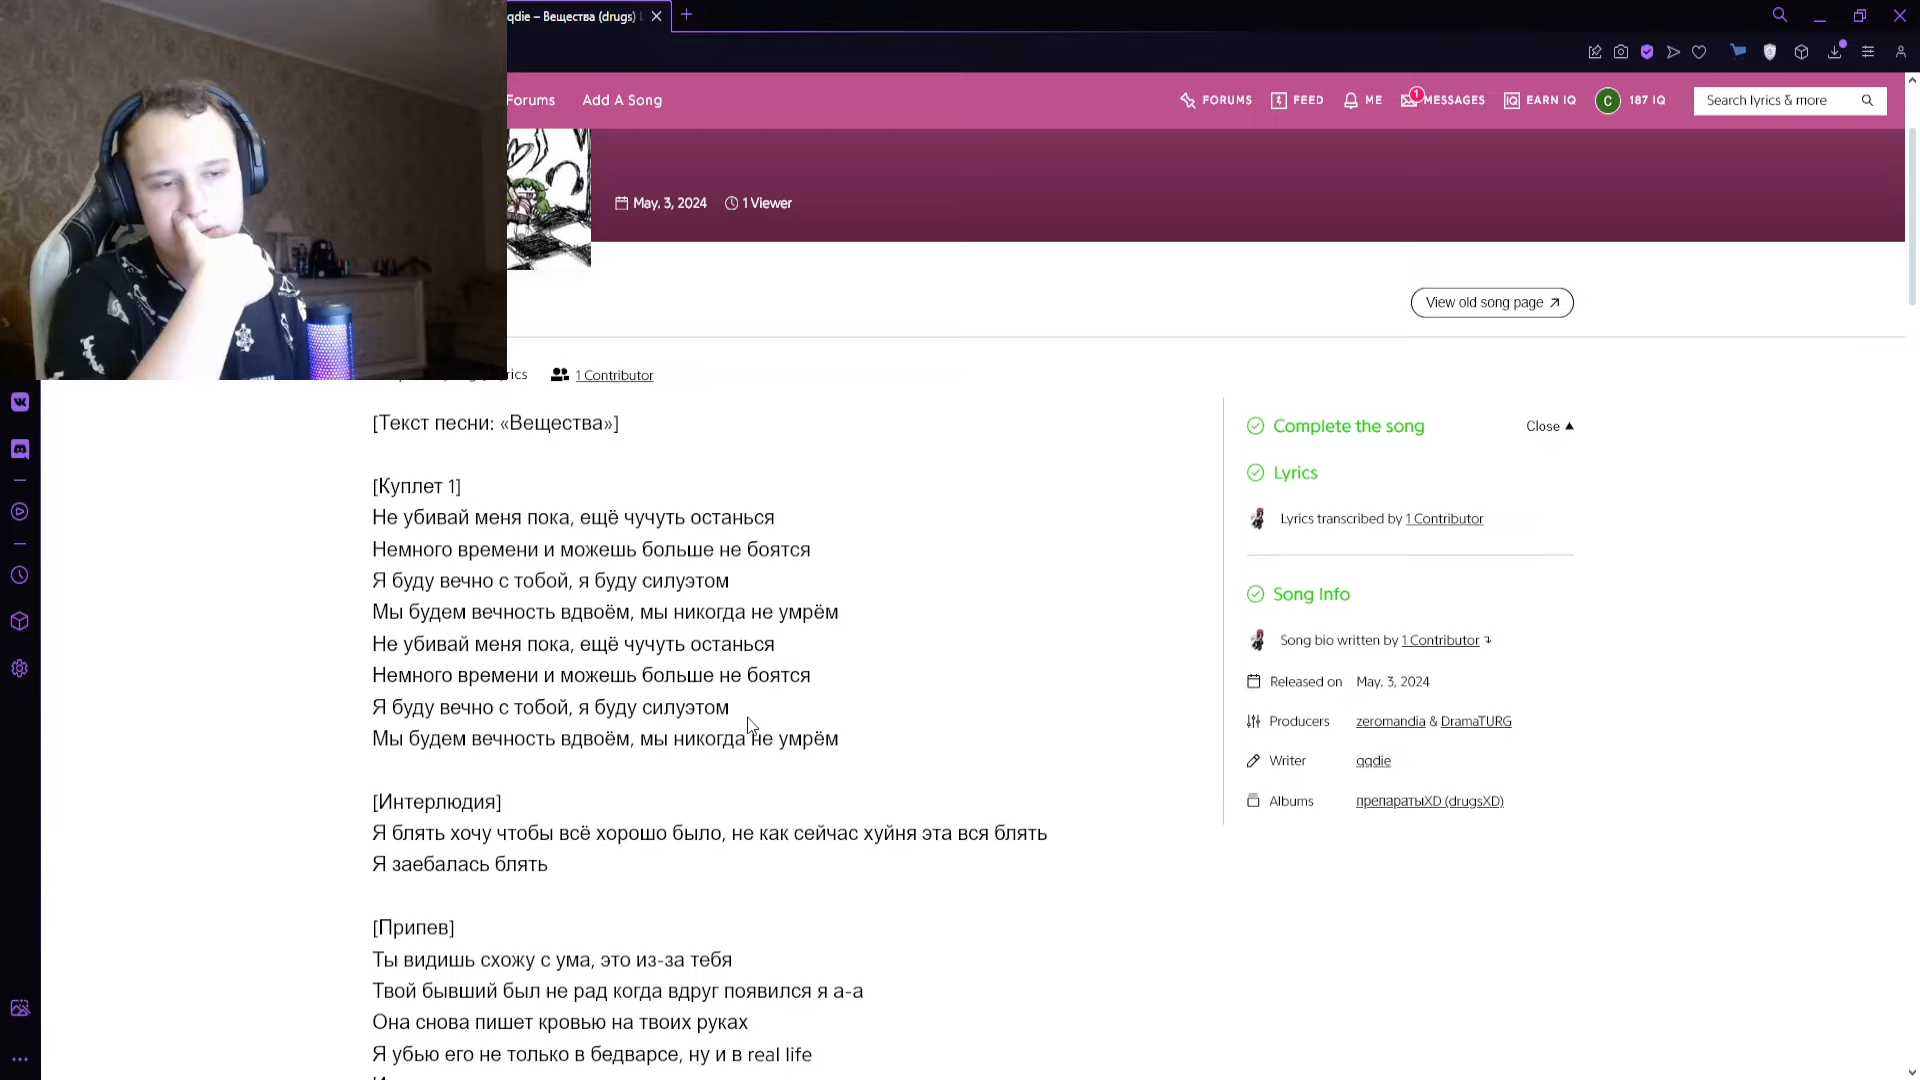 qdie – Вещества (drugs)
Forums
Add A Song
FORUMS
FEED
ME
1
MESSAGES
EARN IQ
C
187 IQ
Search lyrics & more
May. 3, 2024
1 Viewer
View old song page
rics
1 Contributor
[Текст песни: «Вещества»]
[Куплет 1]
Не убивай меня пока, ещё чучуть останься
Немного времени и можешь больше не боятся
Я буду вечно с тобой, я буду силуэтом
Мы будем вечность вдвоём, мы никогда не умрём
Не убивай меня пока, ещё чучуть останься
Немного времени и можешь больше не боятся
Я буду вечно с тобой, я буду силуэтом
Мы будем вечность вдвоём, мы никогда не умрём
[Интерлюдия]
Я блять хочу чтобы всё хорошо было, не как сейчас хуйня эта вся блять
Я заебалась блять
[Припев]
Ты видишь схожу с ума, это из-за тебя
Твой бывший был не рад когда вдруг появился я а-а
Она снова пишет кровью на твоих руках
Я убью его не только в бедварсе, ну и в real life
Complete the song
Close
Lyrics
Lyrics transcribed by 1 Contributor
Song Info
Song bio written by 1 Contributor
Released on May. 3, 2024
Producers zeromandia & DramaTURG
Writer qqdie
Albums препаратыXD (drugsXD)